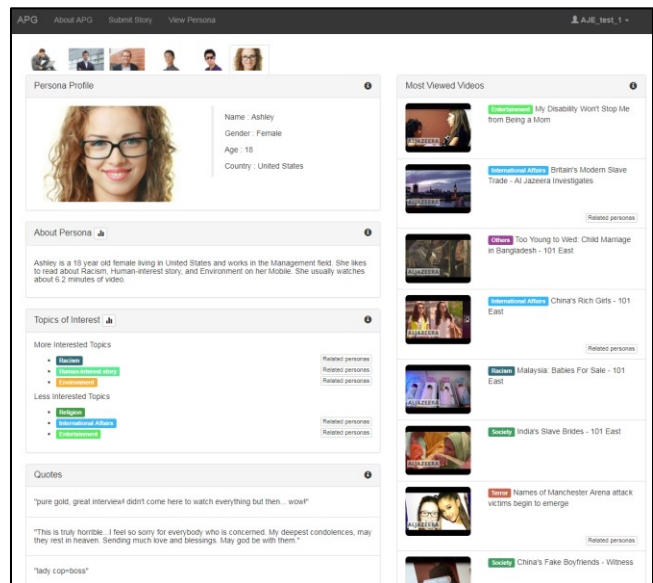 APG About APG Submit Story View Persona AJE_test_1
Persona Profile
Name : Ashley
Gender : Female
Age : 18
Country : United States
About Persona
Ashley is a 18 year old female living in United States and works in the Management field. She likes
to read about Racism, Human-interest story, and Environment on her Mobile. She usually watches
about 6.2 minutes of video.
Topics of Interest
More Interested Topics
Racism Related personas
Human-interest story Related personas
Environment Related personas
Less Interested Topics
Religion
International Affairs Related personas
Entertainment Related personas
Quotes
"pure gold, great interview‼ didn't come here to watch everything but then... wow‼"
"This is truly horrible...I feel so sorry for everybody who is concerned. My deepest condolences, may
they rest in heaven. Sending much love and blessings. May god be with them."
"lady cop=boss"
Most Viewed Videos
ALJAZEERA
Entertainment My Disability Won't Stop Me
from Being a Mom
ALJAZEERA
International Affairs Britain's Modern Slave
Trade - Al Jazeera Investigates
Related personas
ALJAZEERA
Others Too Young to Wed: Child Marriage
in Bangladesh - 101 East
ALJAZEERA
International Affairs China's Rich Girls - 101
East
Related personas
ALJAZEERA
Racism Malaysia: Babies For Sale - 101
East
ALJAZEERA
Society India's Slave Brides - 101 East
ALJAZEERA
Terror Names of Manchester Arena attack
victims begin to emerge
Related personas
Society China's Fake Boyfriends - Witness